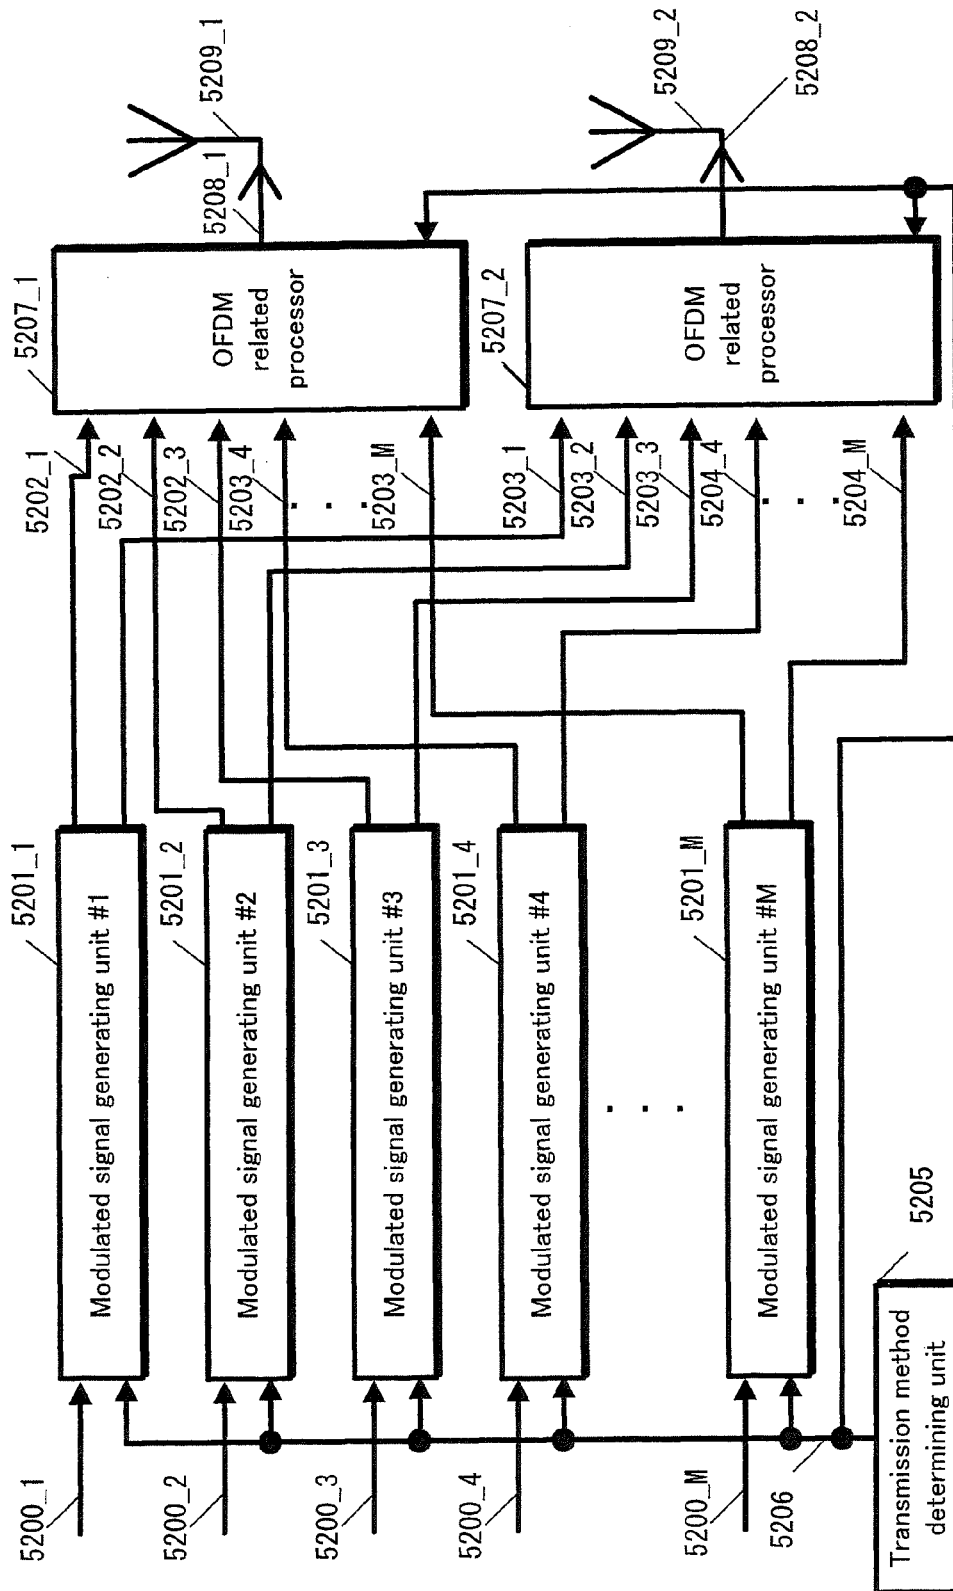 5200_1
5200_2
5200_3
5200_4
5200_M
5206
Transmission method
determining unit
5205
Modulated signal generating unit #1
5201_1
Modulated signal generating unit #2
5201_2
Modulated signal generating unit #3
5201_3
Modulated signal generating unit #4
5201_4
. . .
Modulated signal generating unit #M
5201_M
5202_1
5202_2
5202_3
5203_4
. . .
5203_M
5203_1
5203_2
5203_3
5204_4
. . .
5204_M
5207_1
OFDM
related
processor
5207_2
OFDM
related
processor
5208_1
5209_1
5209_2
5208_2